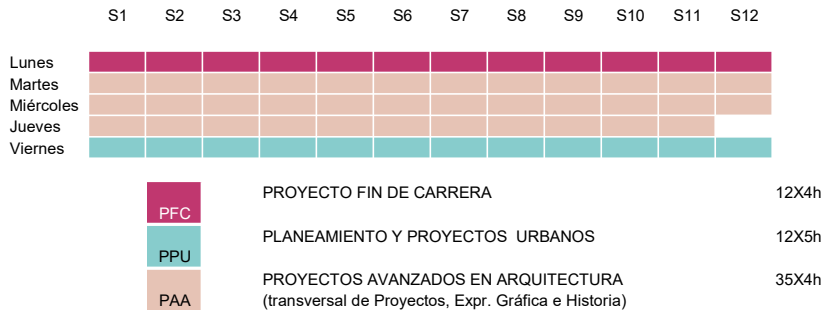 S1 S2 S3 S4 S5 S6 S7 S8 S9 S10 S11 S12
Lunes
Martes
Miércoles
Jueves
Viernes
PFC PROYECTO FIN DE CARRERA 12X4h
PPU PLANEAMIENTO Y PROYECTOS URBANOS 12X5h
PAA PROYECTOS AVANZADOS EN ARQUITECTURA 35X4h
(transversal de Proyectos, Expr. Gráfica e Historia)